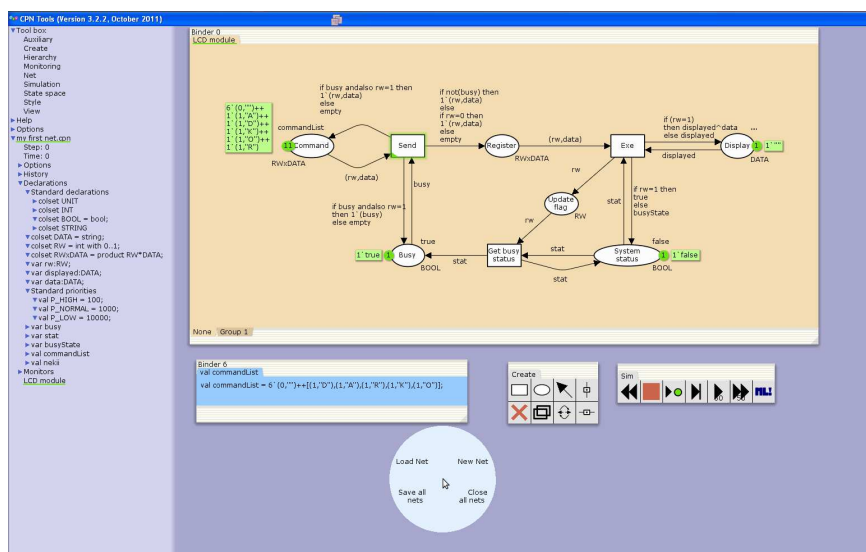 CPN Tools (Version 3.2.2, October 2011)
Tool box
Auxiliary
Create
Hierarchy
Monitoring
Net
Simulation
State space
Style
View
Help
Options
my first net.cpn
Step: 0
Time: 0
Options
History
Declarations
Standard declarations
colset UNIT
colset INT
colset BOOL = bool;
colset STRING
colset DATA = string;
colset RW = int with 0..1;
colset RWxDATA = product RW*DATA;
var rw:RW;
var displayed:DATA;
var data:DATA;
Standard priorities
val P_HIGH = 100;
val P_NORMAL = 1000;
val P_LOW = 10000;
var busy
var stat
var busyState
val commandList
val nekii
Monitors
LCD module
Binder 0
LCD module
6`(0,"")++
1`(1,"A")++
1`(1,"D")++
1`(1,"K")++
1`(1,"O")++
1`(1,"R")
if busy andalso rw=1 then
1`(rw,data)
else
empty
if not(busy) then
1`(rw,data)
else
if rw=0 then
1`(rw,data)
else
empty
if (rw=1)
then displayed^data
else displayed
...
commandList
11 Command
RWxDATA
Send
Register
RWxDATA
(rw,data)
Exe
Display
1
1`""
DATA
displayed
(rw,data)
busy
rw
Update
flag
RW
stat
if rw=1 then
true
else
busyState
if busy andalso rw=1
then 1`(busy)
else empty
rw
true
1`true
1
Busy
BOOL
stat
Get busy
status
stat
stat
false
System
status
1
1`false
BOOL
None
Group 1
Binder 6
val commandList
val commandList = 6`(0,"")++[(1,"D"),(1,"A"),(1,"R"),(1,"K"),(1,"O")];
Create
Sim
ML!
Load Net
New Net
Save all
nets
Close
all nets